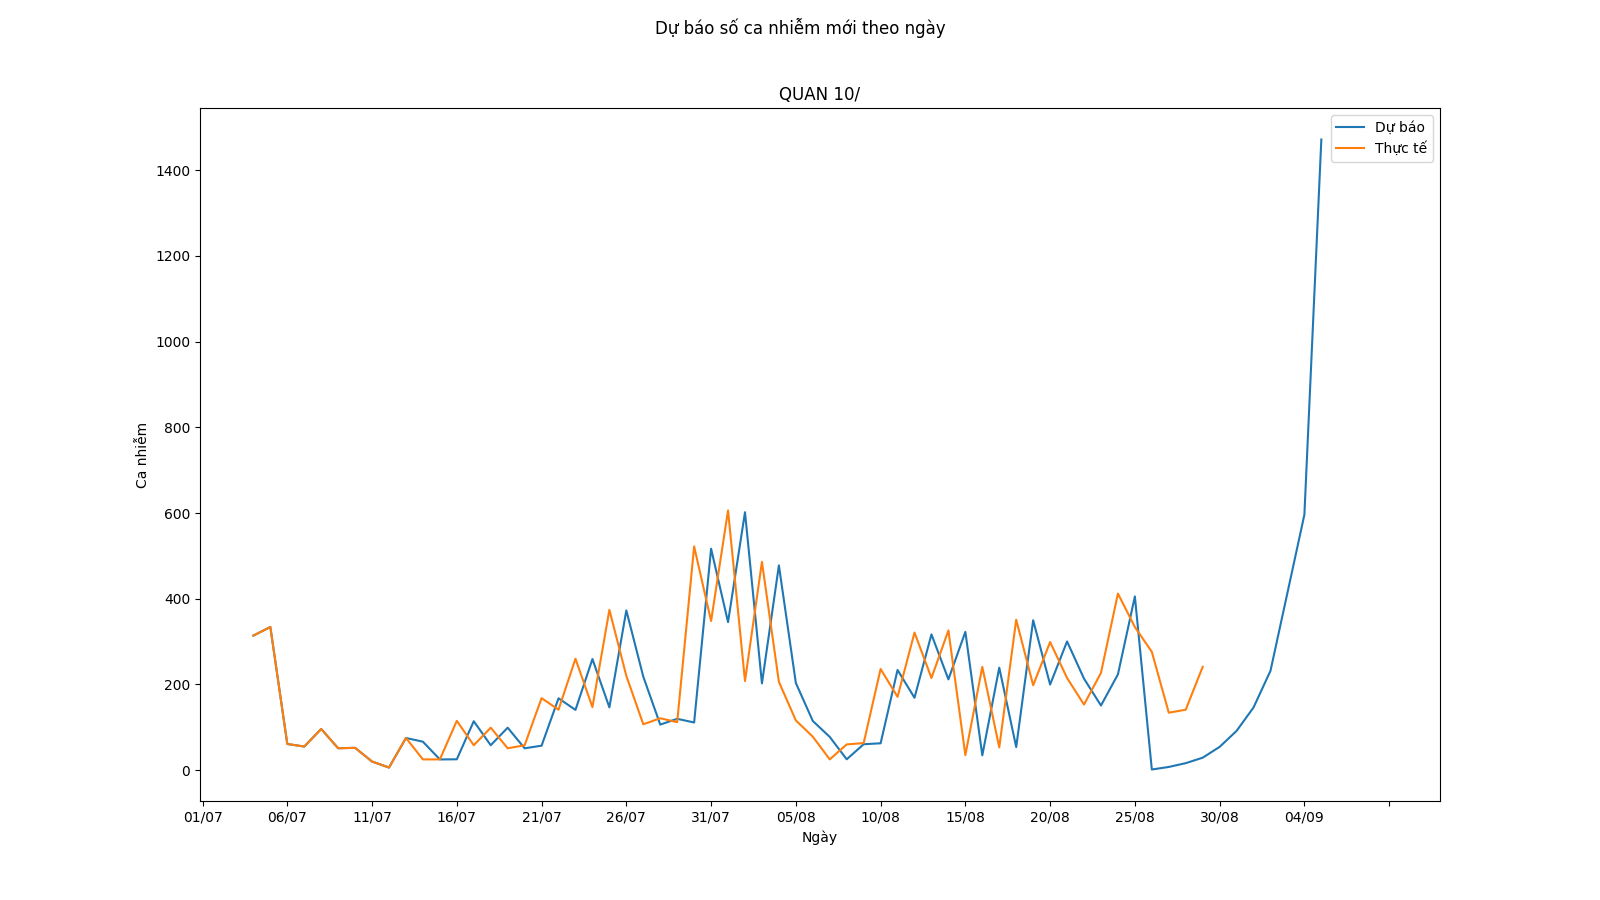 Dự báo số ca nhiễm mới theo ngày
QUAN 10/
Dự báo
Thực tế
1400
1200
1000
800
600
400
200
0
Ca nhiễm
01/07 06/07 11/07 16/07 21/07 26/07 31/07 05/08 10/08 15/08 20/08 25/08 30/08 04/09
Ngày